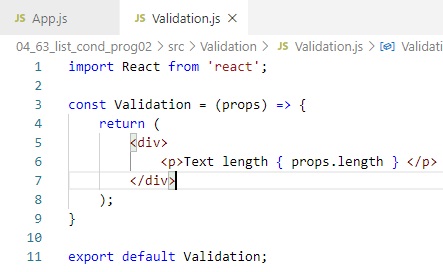 JS App.js JS Validation.js ×
04_63_list_cond_prog02 > src > Validation > JS Validation.js >
1 import React from 'react';
2
3 const Validation = (props) => {
4     return (
5         <div>
6             <p>Text length { props.length } </p>
7         </div>
8     );
9 }
10
11 export default Validation;